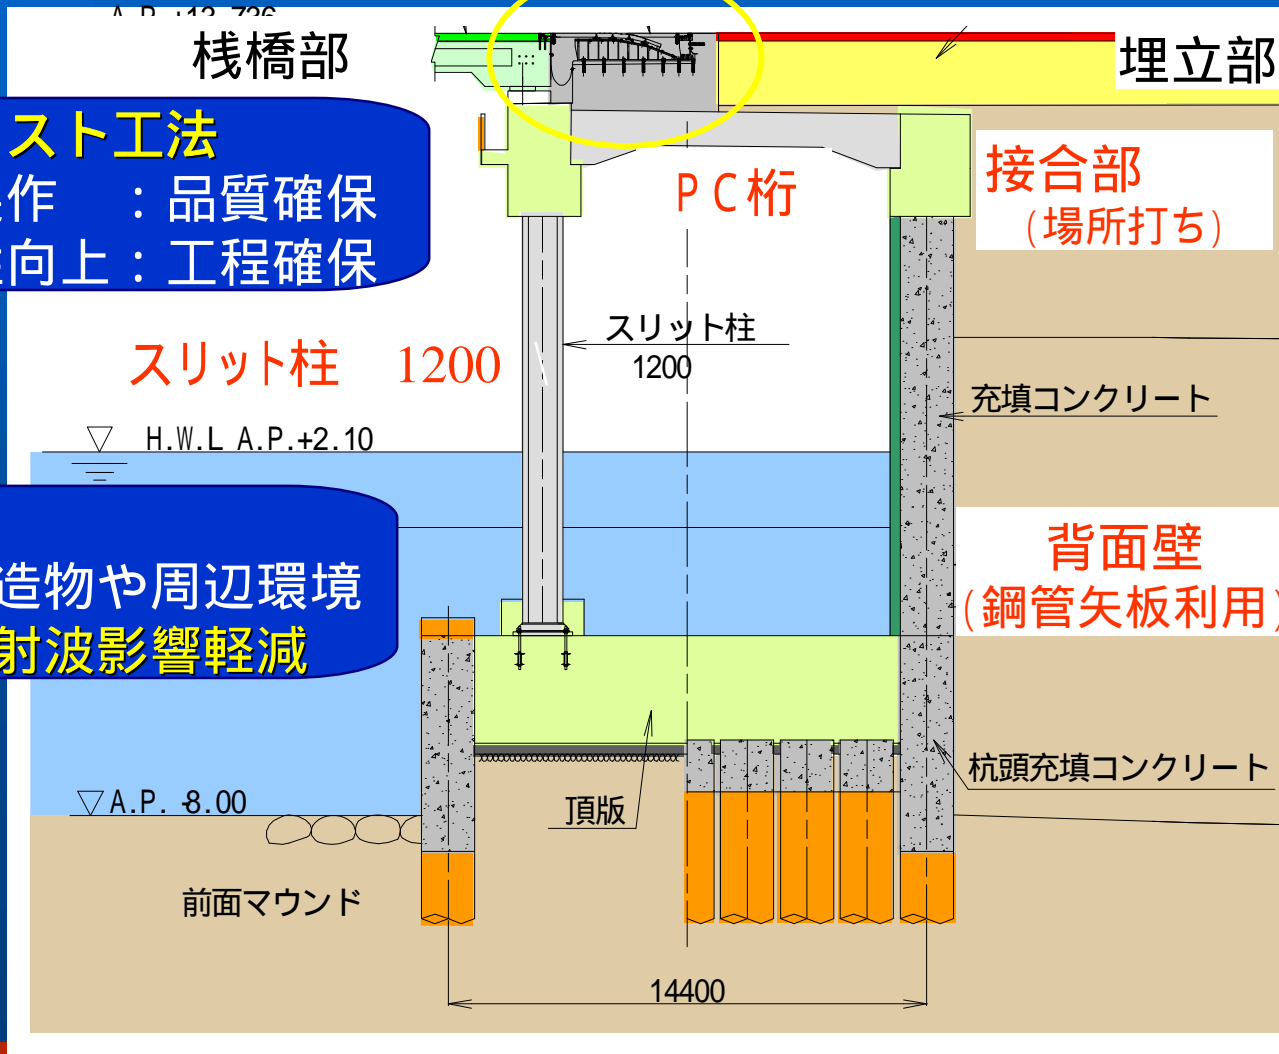 A.P.+13.736
桟橋部
埋立部
スト工法
作　：品質確保
向上：工程確保
PC桁
接合部
(場所打ち)
スリット柱
1200
スリット柱　1200
充填コンクリート
H.W.L A.P.+2.10
背面壁
(鋼管矢板利用)
造物や周辺環境
射波影響軽減
杭頭充填コンクリート
A.P. -8.00
頂版
前面マウンド
14400